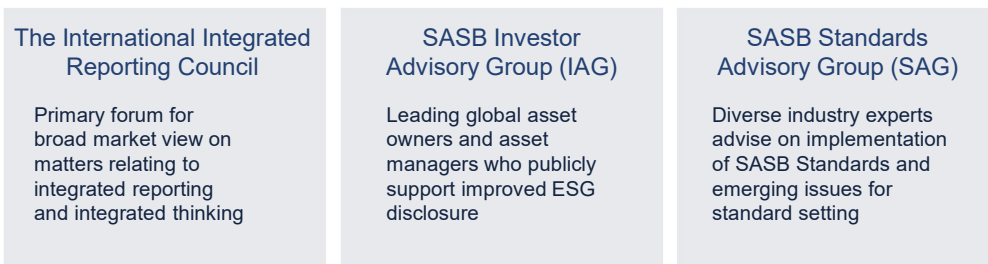 The International Integrated
Reporting Council
Primary forum for
broad market view on
matters relating to
integrated reporting
and integrated thinking
SASB Investor
Advisory Group (IAG)
Leading global asset
owners and asset
managers who publicly
support improved ESG
disclosure
SASB Standards
Advisory Group (SAG)
Diverse industry experts
advise on implementation
of SASB Standards and
emerging issues for
standard setting